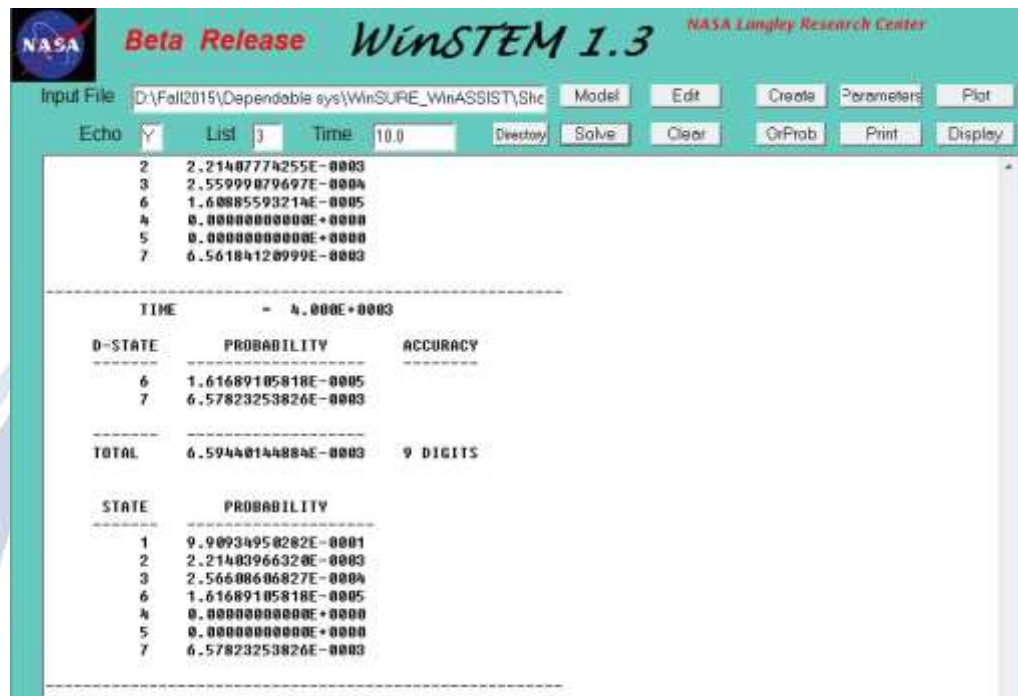 NASA
Beta Release WinSTEM 1.3 NASA Langley Research Center
Input File D:\Fall2015\Dependable sys\WinSURE_WinASSIST\She Model Edit Create Parameters Plot
Echo Y List 3 Time 10.0 Directory Solve Clear OrProb Print Display
2 2.21407774255E-0003
3 2.55999079697E-0004
6 1.60885593214E-0005
4 0.00000000000E+0000
5 0.00000000000E+0000
7 6.56184120999E-0003
TIME = 4.000E+0003
D-STATE PROBABILITY ACCURACY
6 1.61689105818E-0005
7 6.57823253826E-0003
TOTAL 6.59440144884E-0003 9 DIGITS
STATE PROBABILITY
1 9.90934950282E-0001
2 2.21403966320E-0003
3 2.56608606827E-0004
6 1.61689105818E-0005
4 0.00000000000E+0000
5 0.00000000000E+0000
7 6.57823253826E-0003